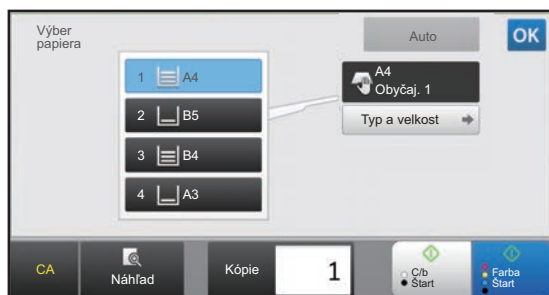 Výber
papiera
Auto
OK
1 A4
2 B5
3 B4
4 A3
A4
Obyčaj. 1
Typ a velkost
CA
Náhľad
Kópie
1
C/b
Štart
Farba
Štart